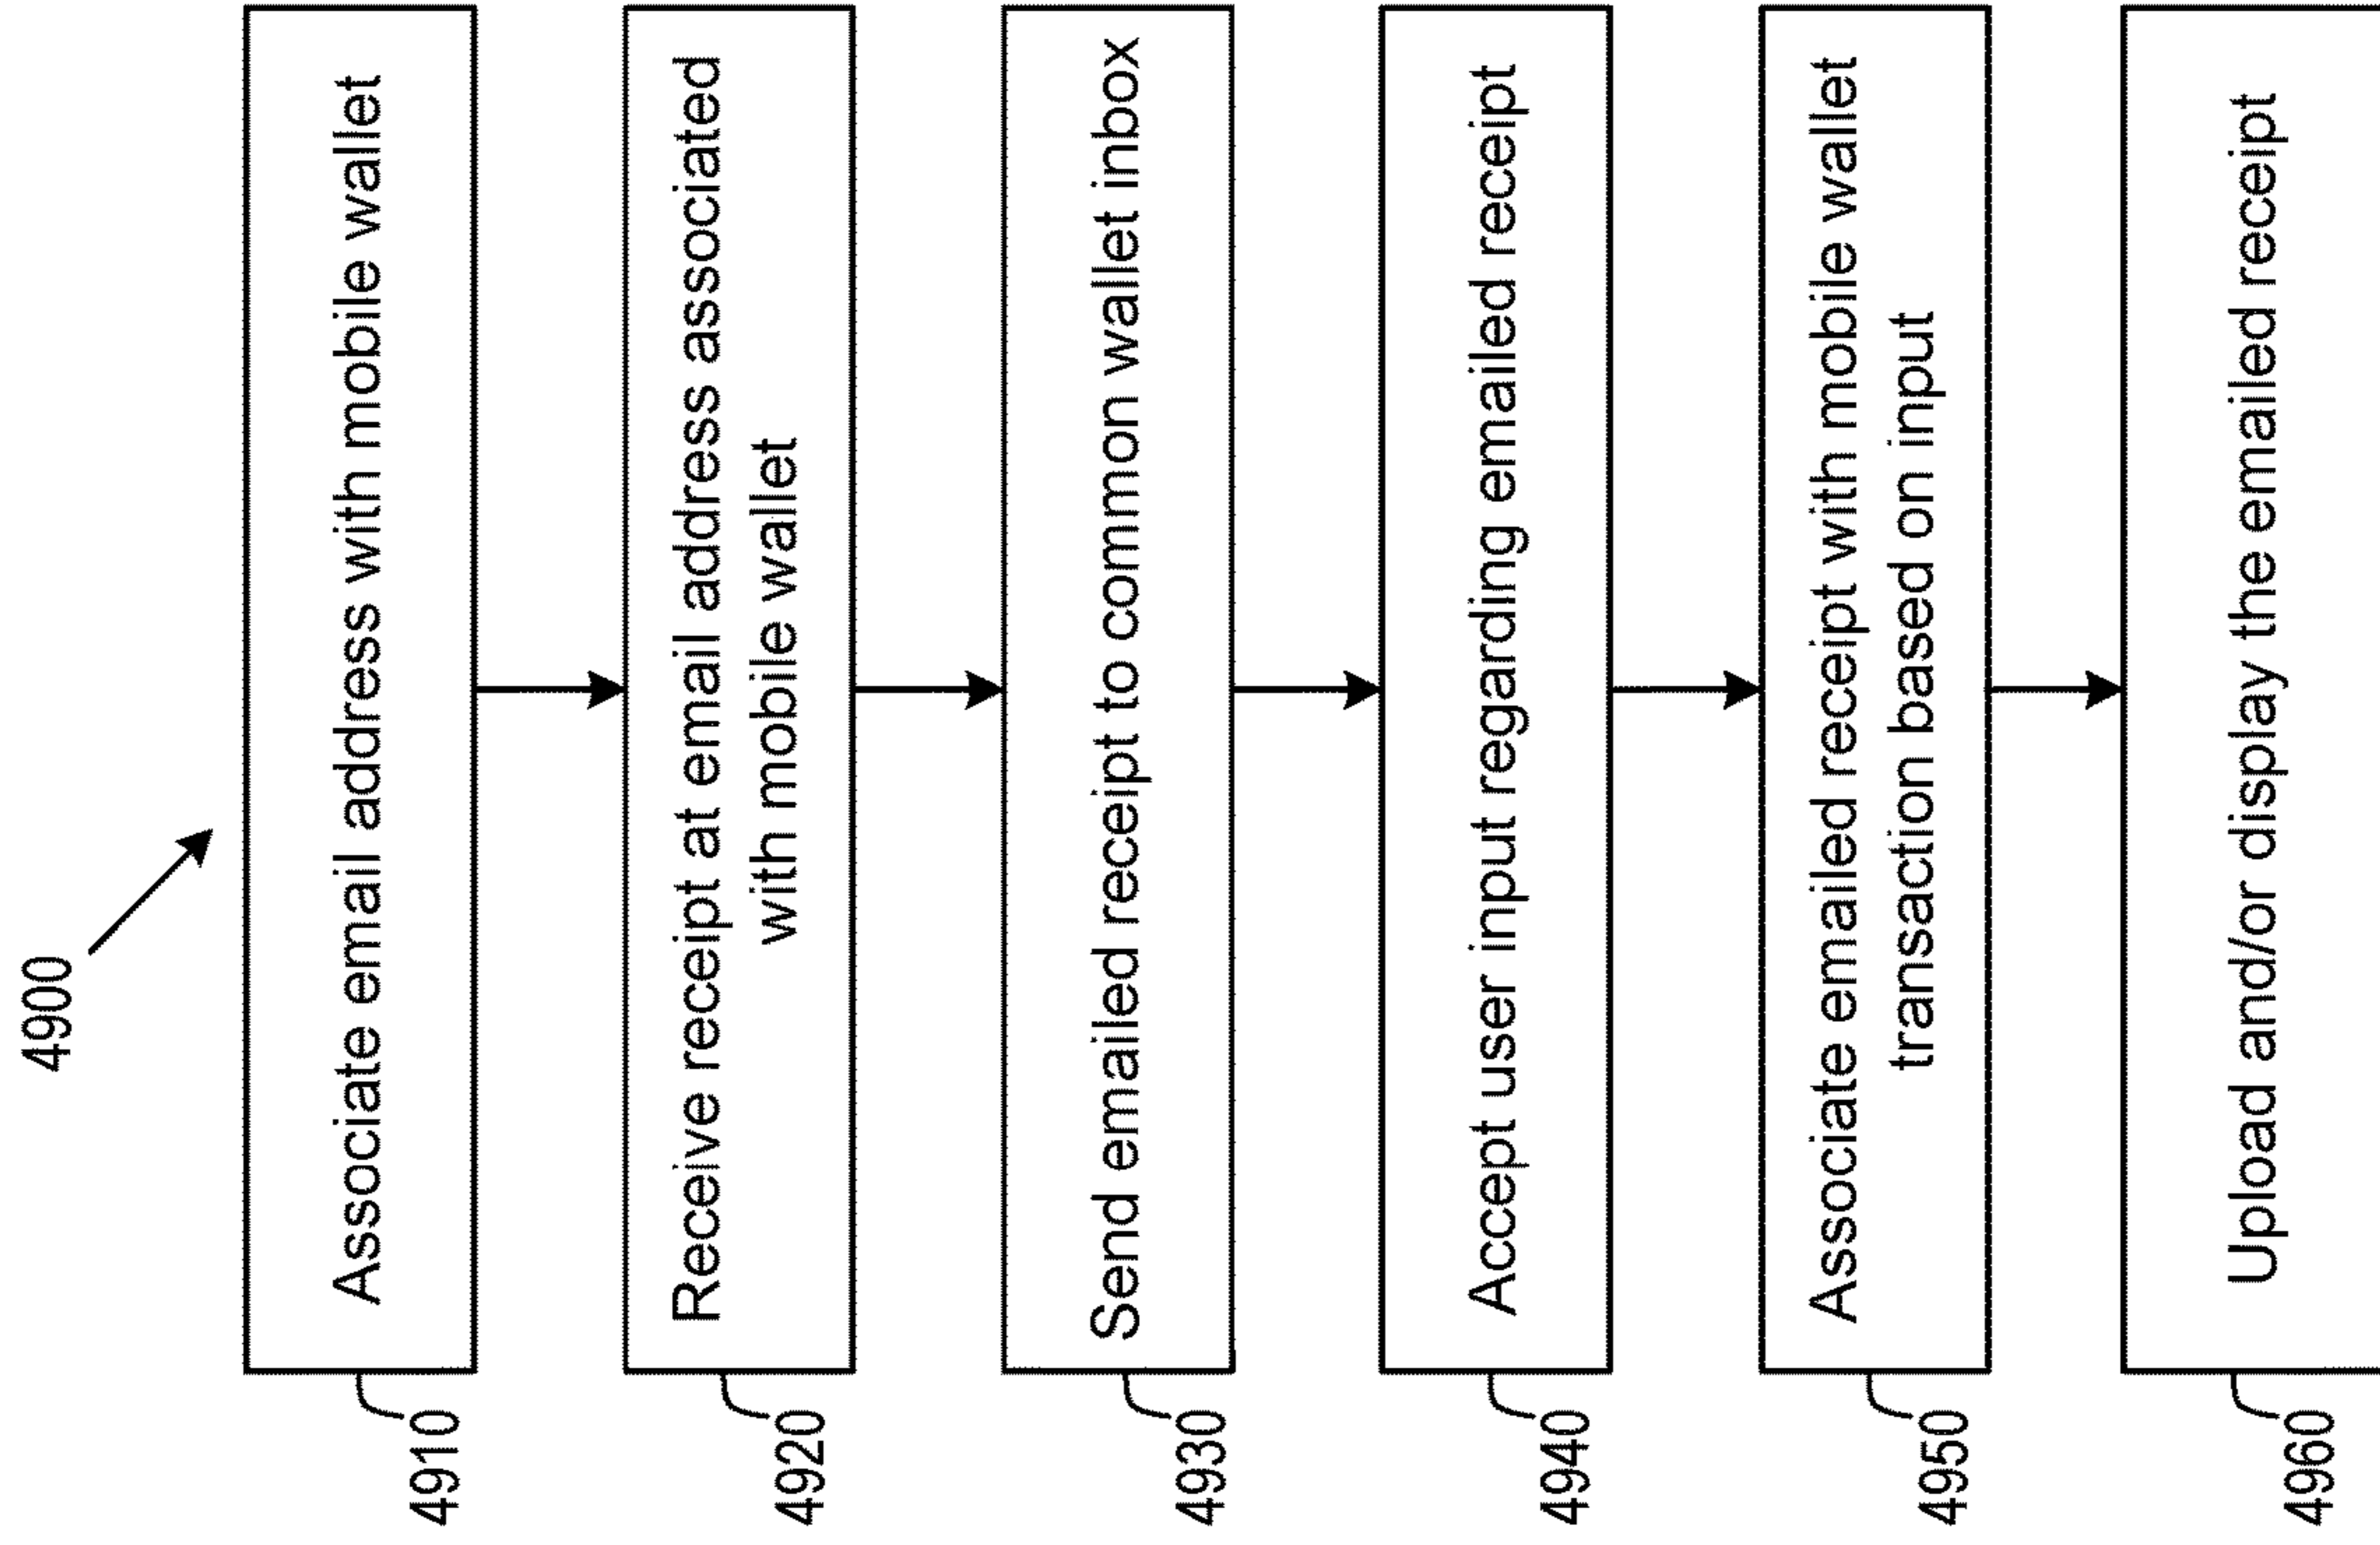 4900
4910
Associate email address with mobile wallet
4920
Receive receipt at email address associated
with mobile wallet
4930
Send emailed receipt to common wallet inbox
4940
Accept user input regarding emailed receipt
4950
Associate emailed receipt with mobile wallet
transaction based on input
4960
Upload and/or display the emailed receipt